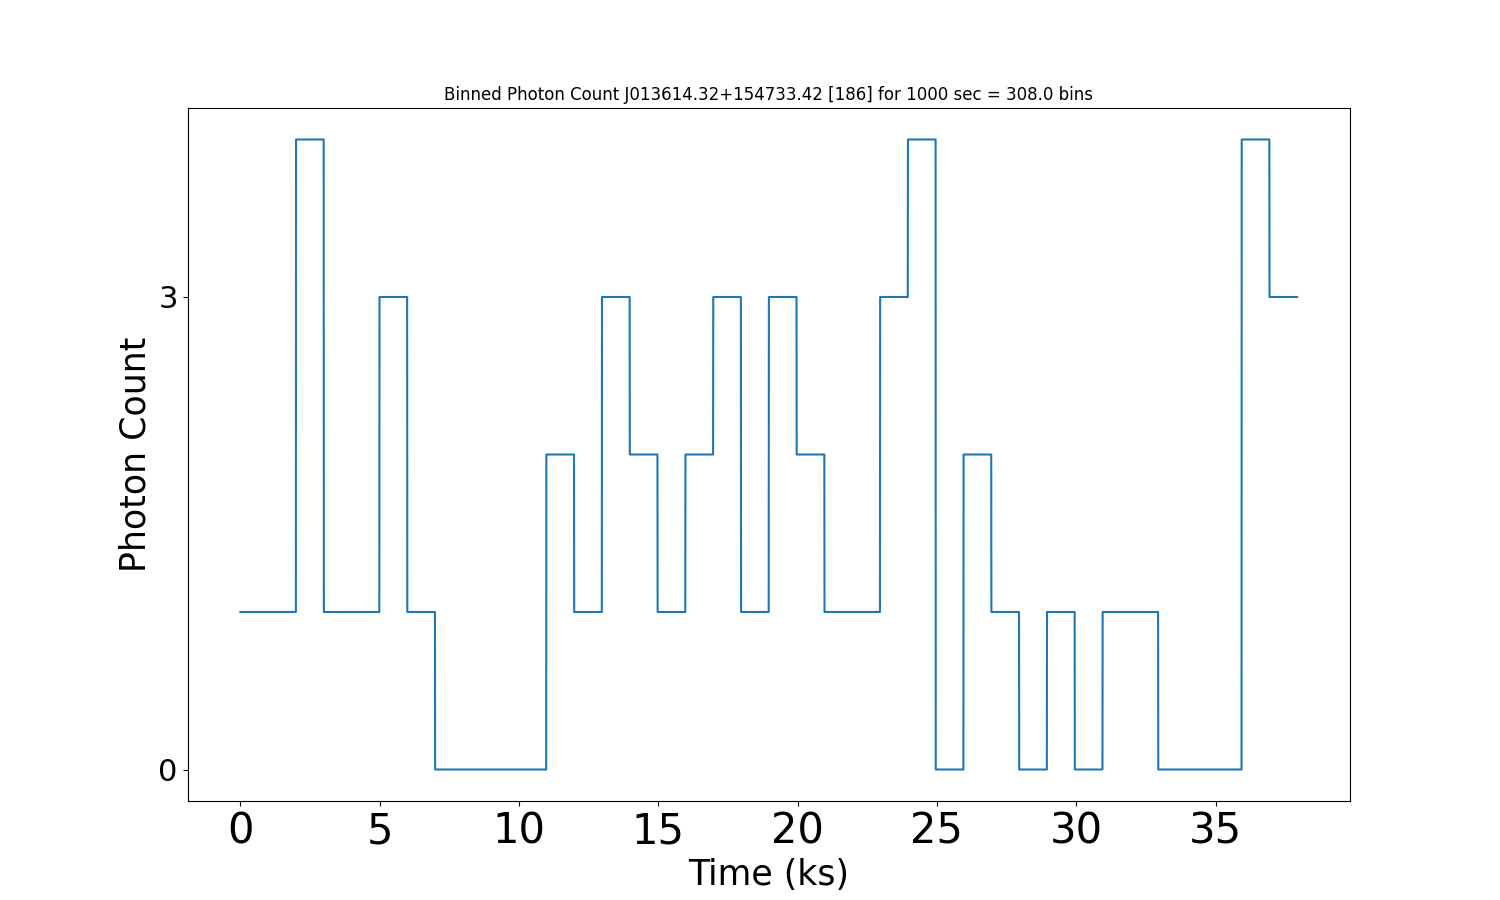 Binned Photon Count J013614.32+154733.42 [186] for 1000 sec = 308.0 bins
3
Photon Count
0
0 5 10 15 20 25 30 35
Time (ks)